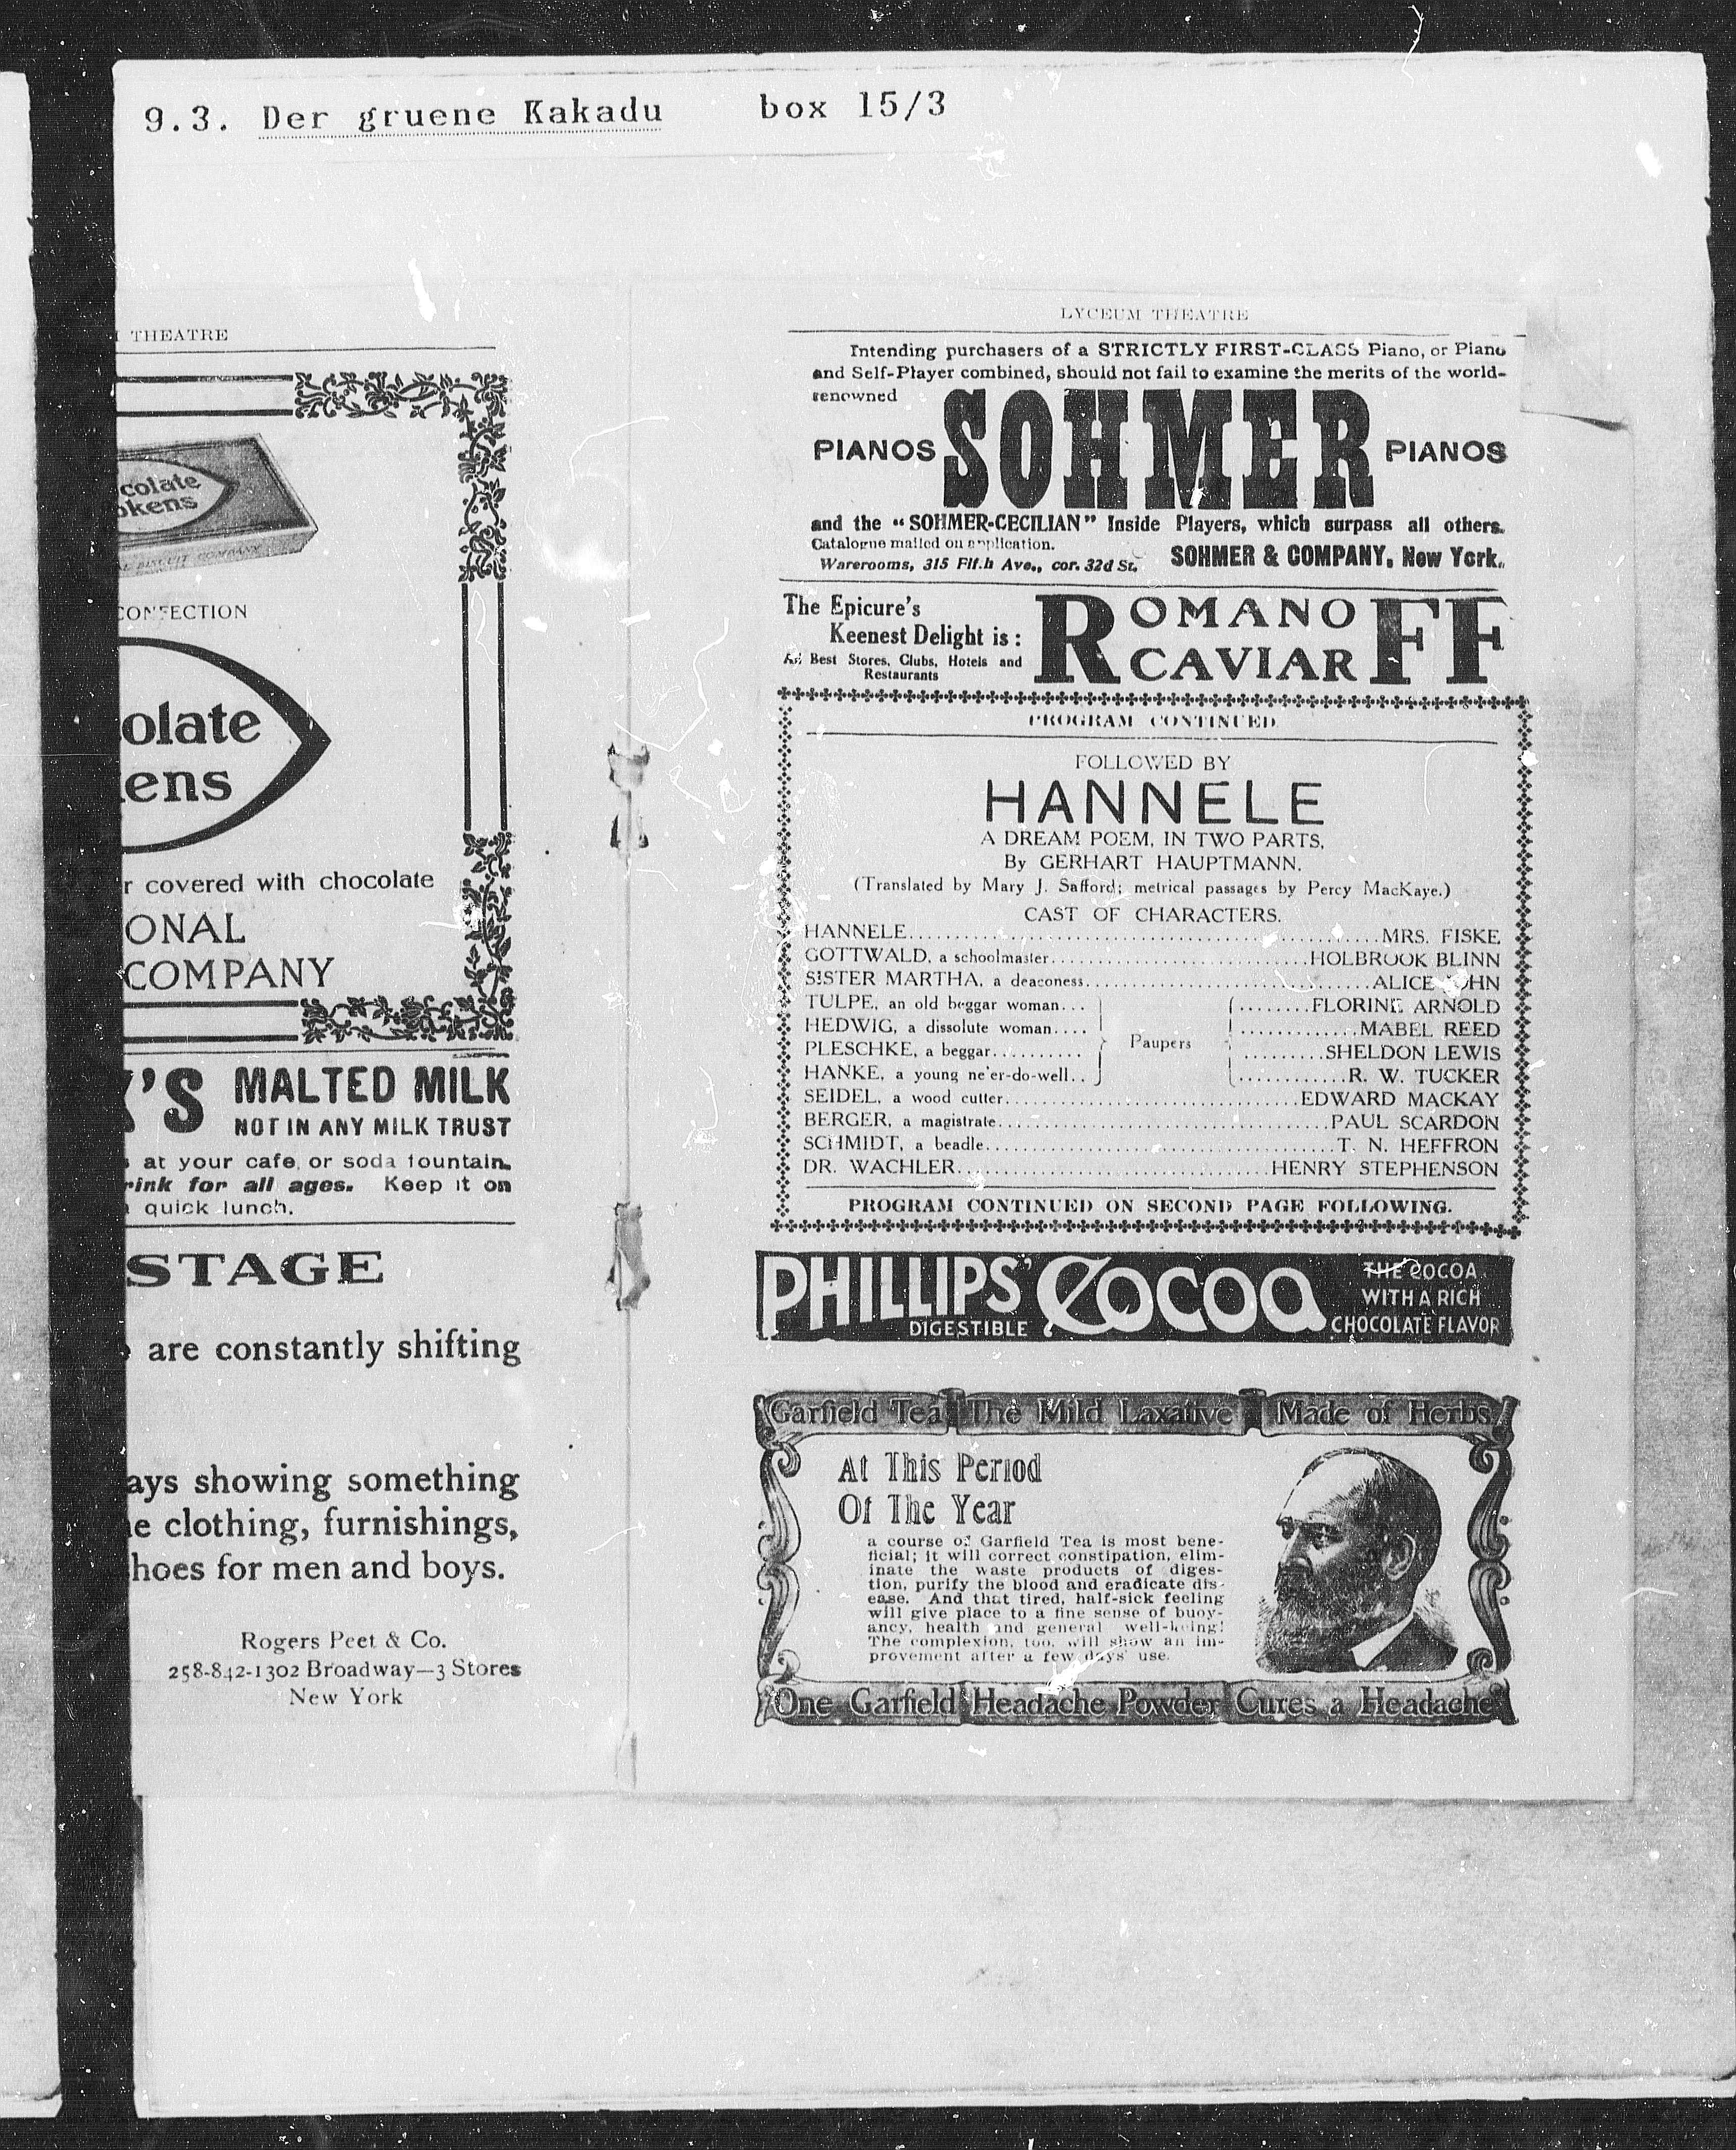 9.3. Der gruene Kakadu box 15/3
THEATRE
colate
okens
BISCUIT COMPANY
CONFECTION
olate
ens
r covered with chocolate
ONAL
COMPANY
'S MALTED MILK
NOT IN ANY MILK TRUST
at your cafe or soda fountain.
rink for all ages. Keep it on
quick lunch.
STAGE
are constantly shifting
ays showing something
e clothing, furnishings,
hoes for men and boys.
Rogers Peet & Co.
258-842-1302 Broadway—3 Stores
New York
LYCEUM THEATRE
Intending purchasers of a STRICTLY FIRST-CLASS Piano, or Piano
and Self-Player combined, should not fail to examine the merits of the world-
renowned
PIANOS SOHMER PIANOS
and the "SOHMER-CECILIAN" Inside Players, which surpass all others.
Catalogue mailed on application.
Warerooms, 315 Fifth Ave., cor. 32d St. SOHMER & COMPANY, New York.
The Epicure's
Keenest Delight is:
All Best Stores, Clubs, Hotels and
Restaurants
ROMANOFF
CAVIAR
PROGRAM CONTINUED
FOLLOWED BY
HANNELE
A DREAM POEM, IN TWO PARTS,
By GERHART HAUPTMANN.
(Translated by Mary J. Safford; metrical passages by Percy MacKaye.)
CAST OF CHARACTERS.
HANNELE......MRS. FISKE
GOTTWALD, a schoolmaster......HOLBROOK BLINN
SISTER MARTHA, a deaconess......ALICE JOHN
TULPE, an old beggar woman......FLORINE ARNOLD
HEDWIG, a dissolute woman......MABEL REED
Paupers
PLESCHKE, a beggar......SHELDON LEWIS
HANKE, a young ne'er-do-well......R. W. TUCKER
SEIDEL, a wood cutter......EDWARD MACKAY
BERGER, a magistrate......PAUL SCARDON
SCHMIDT, a beadle......T. N. HEFFRON
DR. WACHLER......HENRY STEPHENSON
PROGRAM CONTINUED ON SECOND PAGE FOLLOWING.
PHILLIPS' DIGESTIBLE COCOA
THE COCOA
WITH A RICH
CHOCOLATE FLAVOR
Garfield Tea The Mild Laxative Made of Herbs
At This Period
Of The Year
a course of Garfield Tea is most bene-
ficial; it will correct constipation, elim-
inate the waste products of diges-
tion, purify the blood and eradicate dis-
ease. And that tired, half-sick feeling
will give place to a fine sense of buoy-
ancy, health and general well-being!
The complexion, too, will show an im-
provement after a few days' use.
One Garfield Headache Powder Cures a Headache